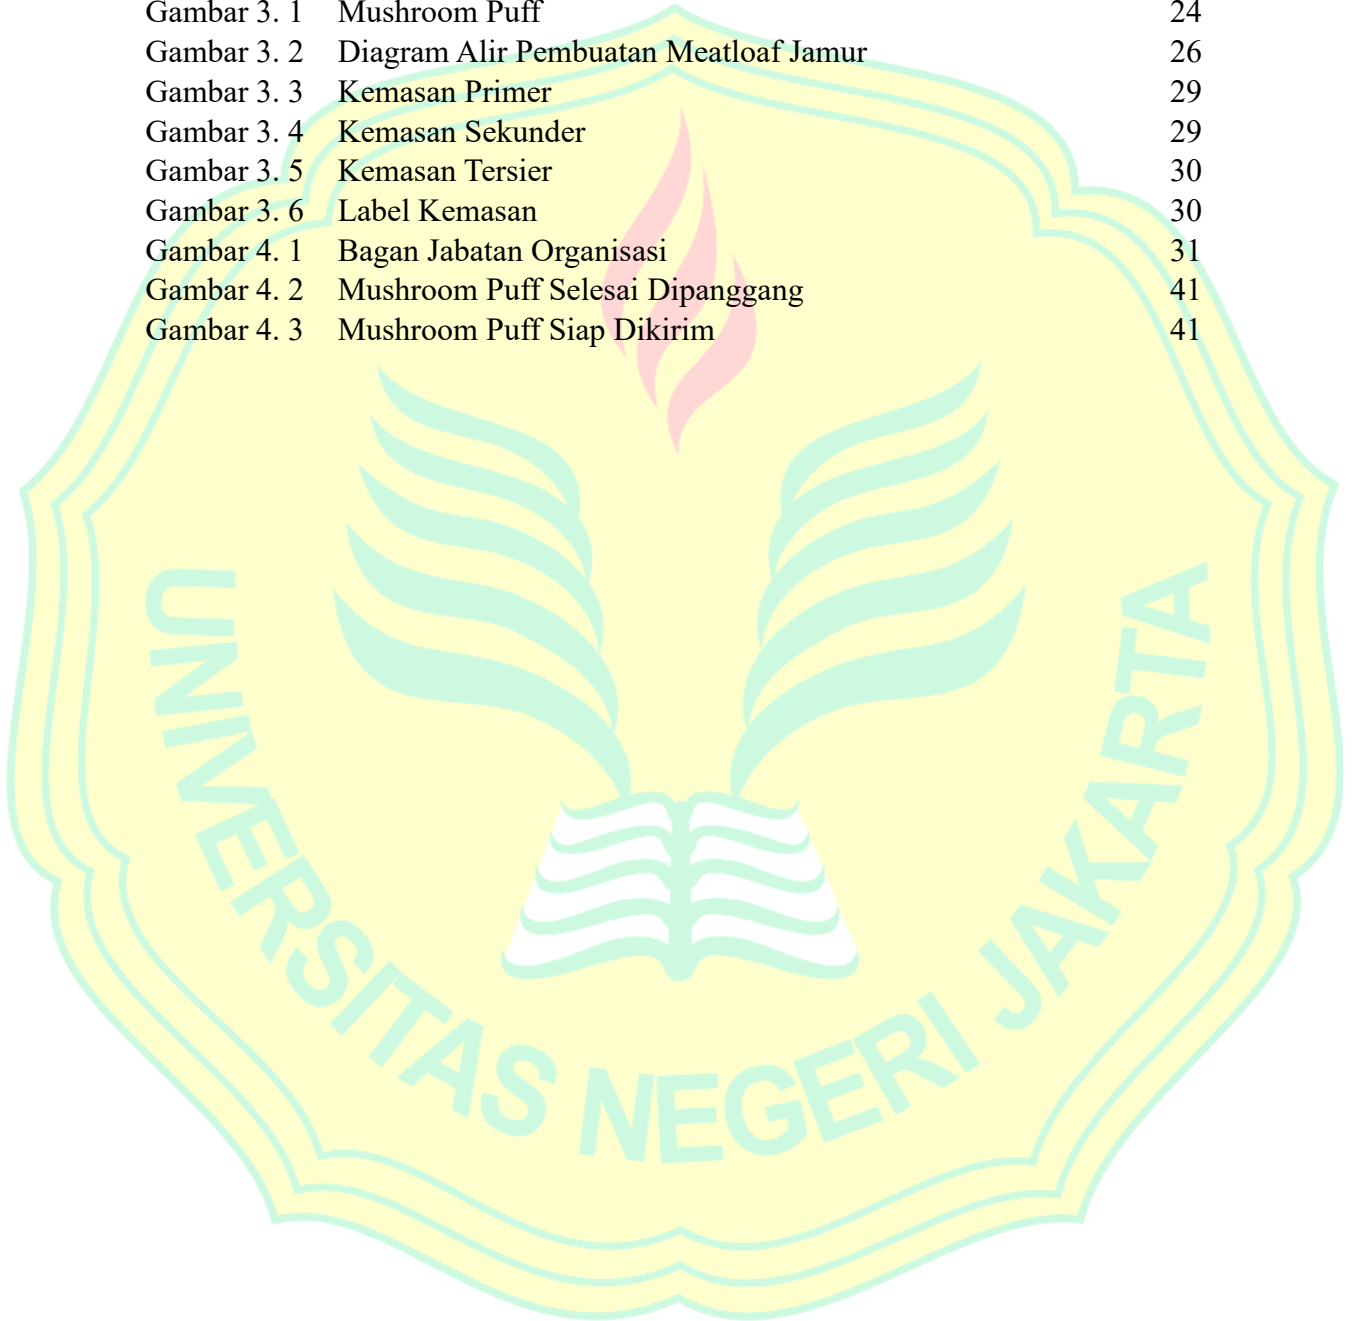 Gambar 3. 1 Mushroom Puff 24
Gambar 3. 2 Diagram Alir Pembuatan Meatloaf Jamur 26
Gambar 3. 3 Kemasan Primer 29
Gambar 3. 4 Kemasan Sekunder 29
Gambar 3. 5 Kemasan Tersier 30
Gambar 3. 6 Label Kemasan 30
Gambar 4. 1 Bagan Jabatan Organisasi 31
Gambar 4. 2 Mushroom Puff Selesai Dipanggang 41
Gambar 4. 3 Mushroom Puff Siap Dikirim 41
UNIVERSITAS NEGERI JAKARTA